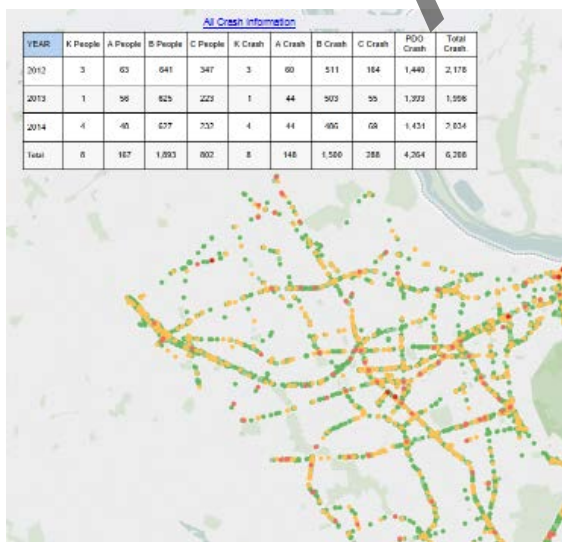 All Crash Information
YEAR K People A People B People C People K Crash A Crash B Crash C Crash PDO Crash Total Crash
2012 3 63 641 347 3 60 511 164 1,440 2,178
2013 1 56 625 223 1 44 503 55 1,393 1,996
2014 4 48 627 232 4 44 486 69 1,431 2,034
Total 8 167 1,893 802 8 148 1,500 288 4,264 6,208